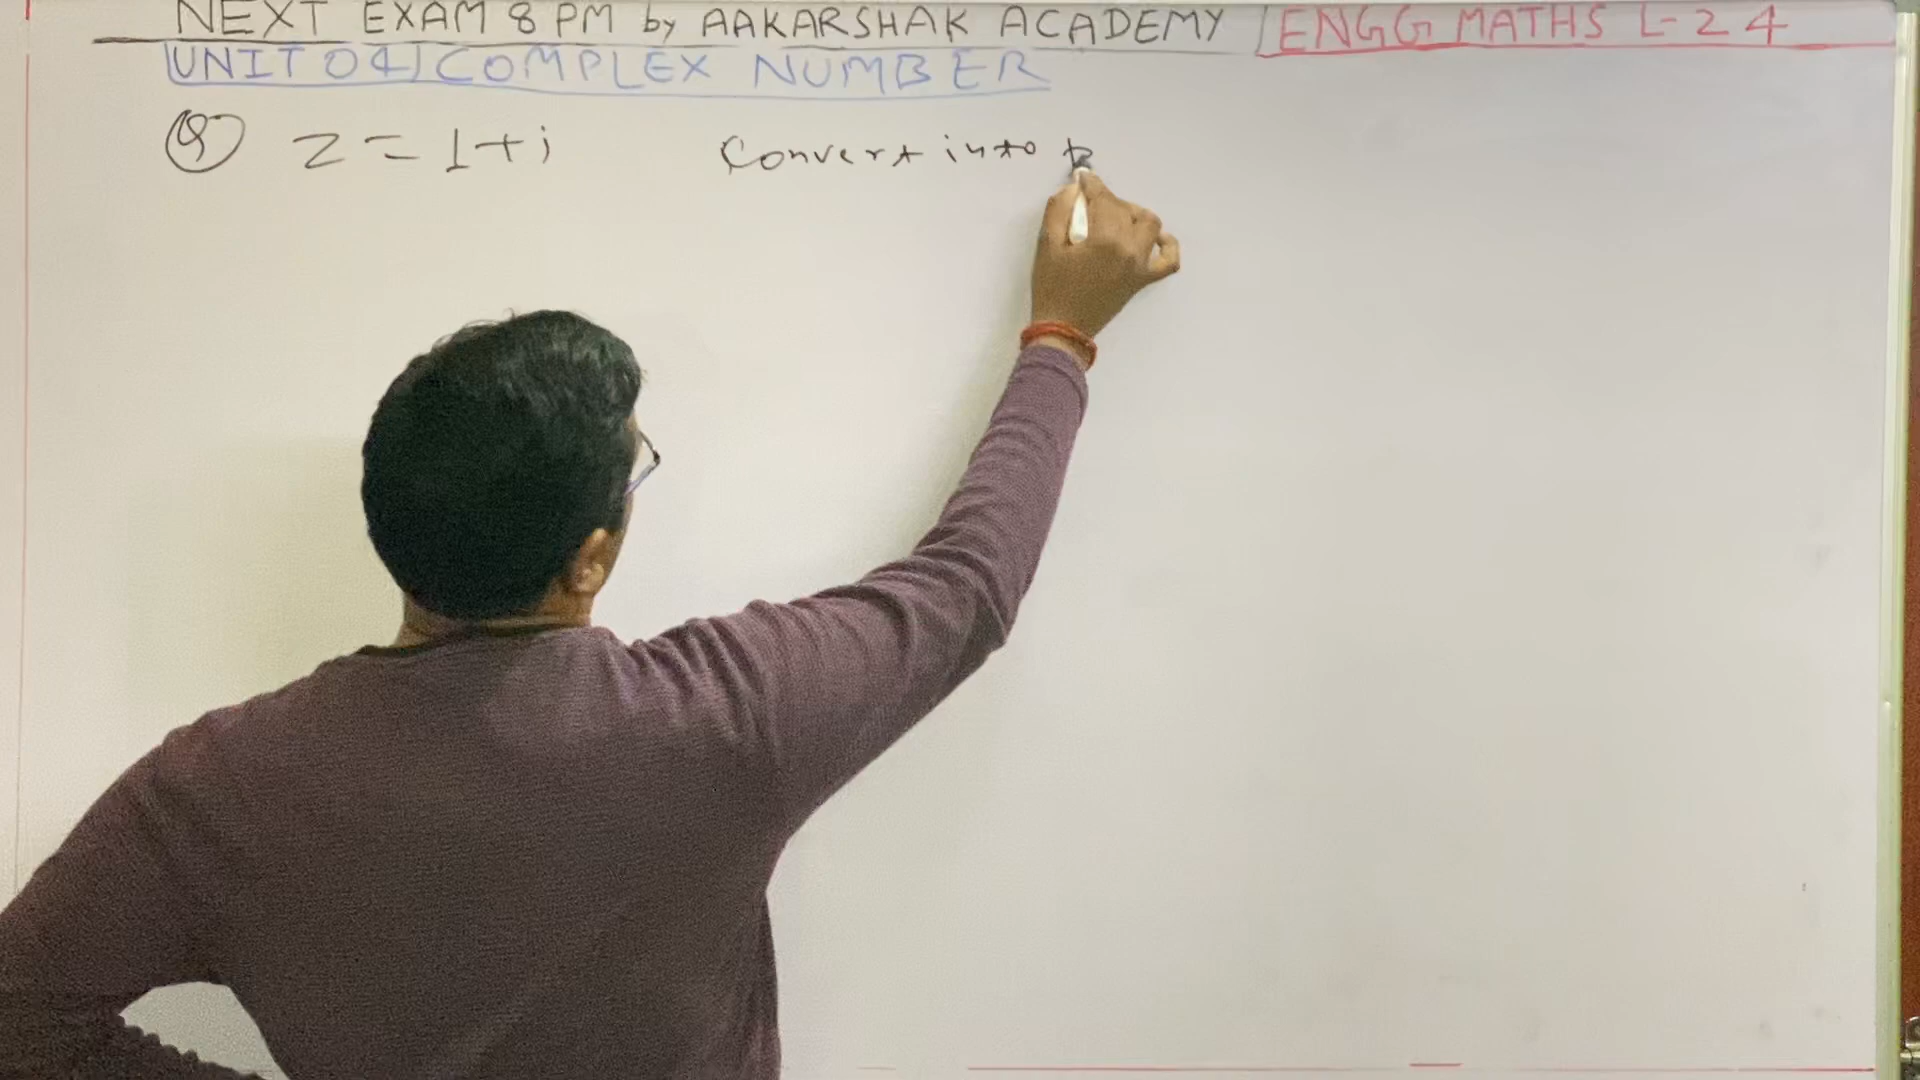 NEXT EXAM 8 PM by AAKARSHAK ACADEMY ENGG MATHS L-24
UNIT 04 COMPLEX NUMBER
Q z = 1+i Convert into